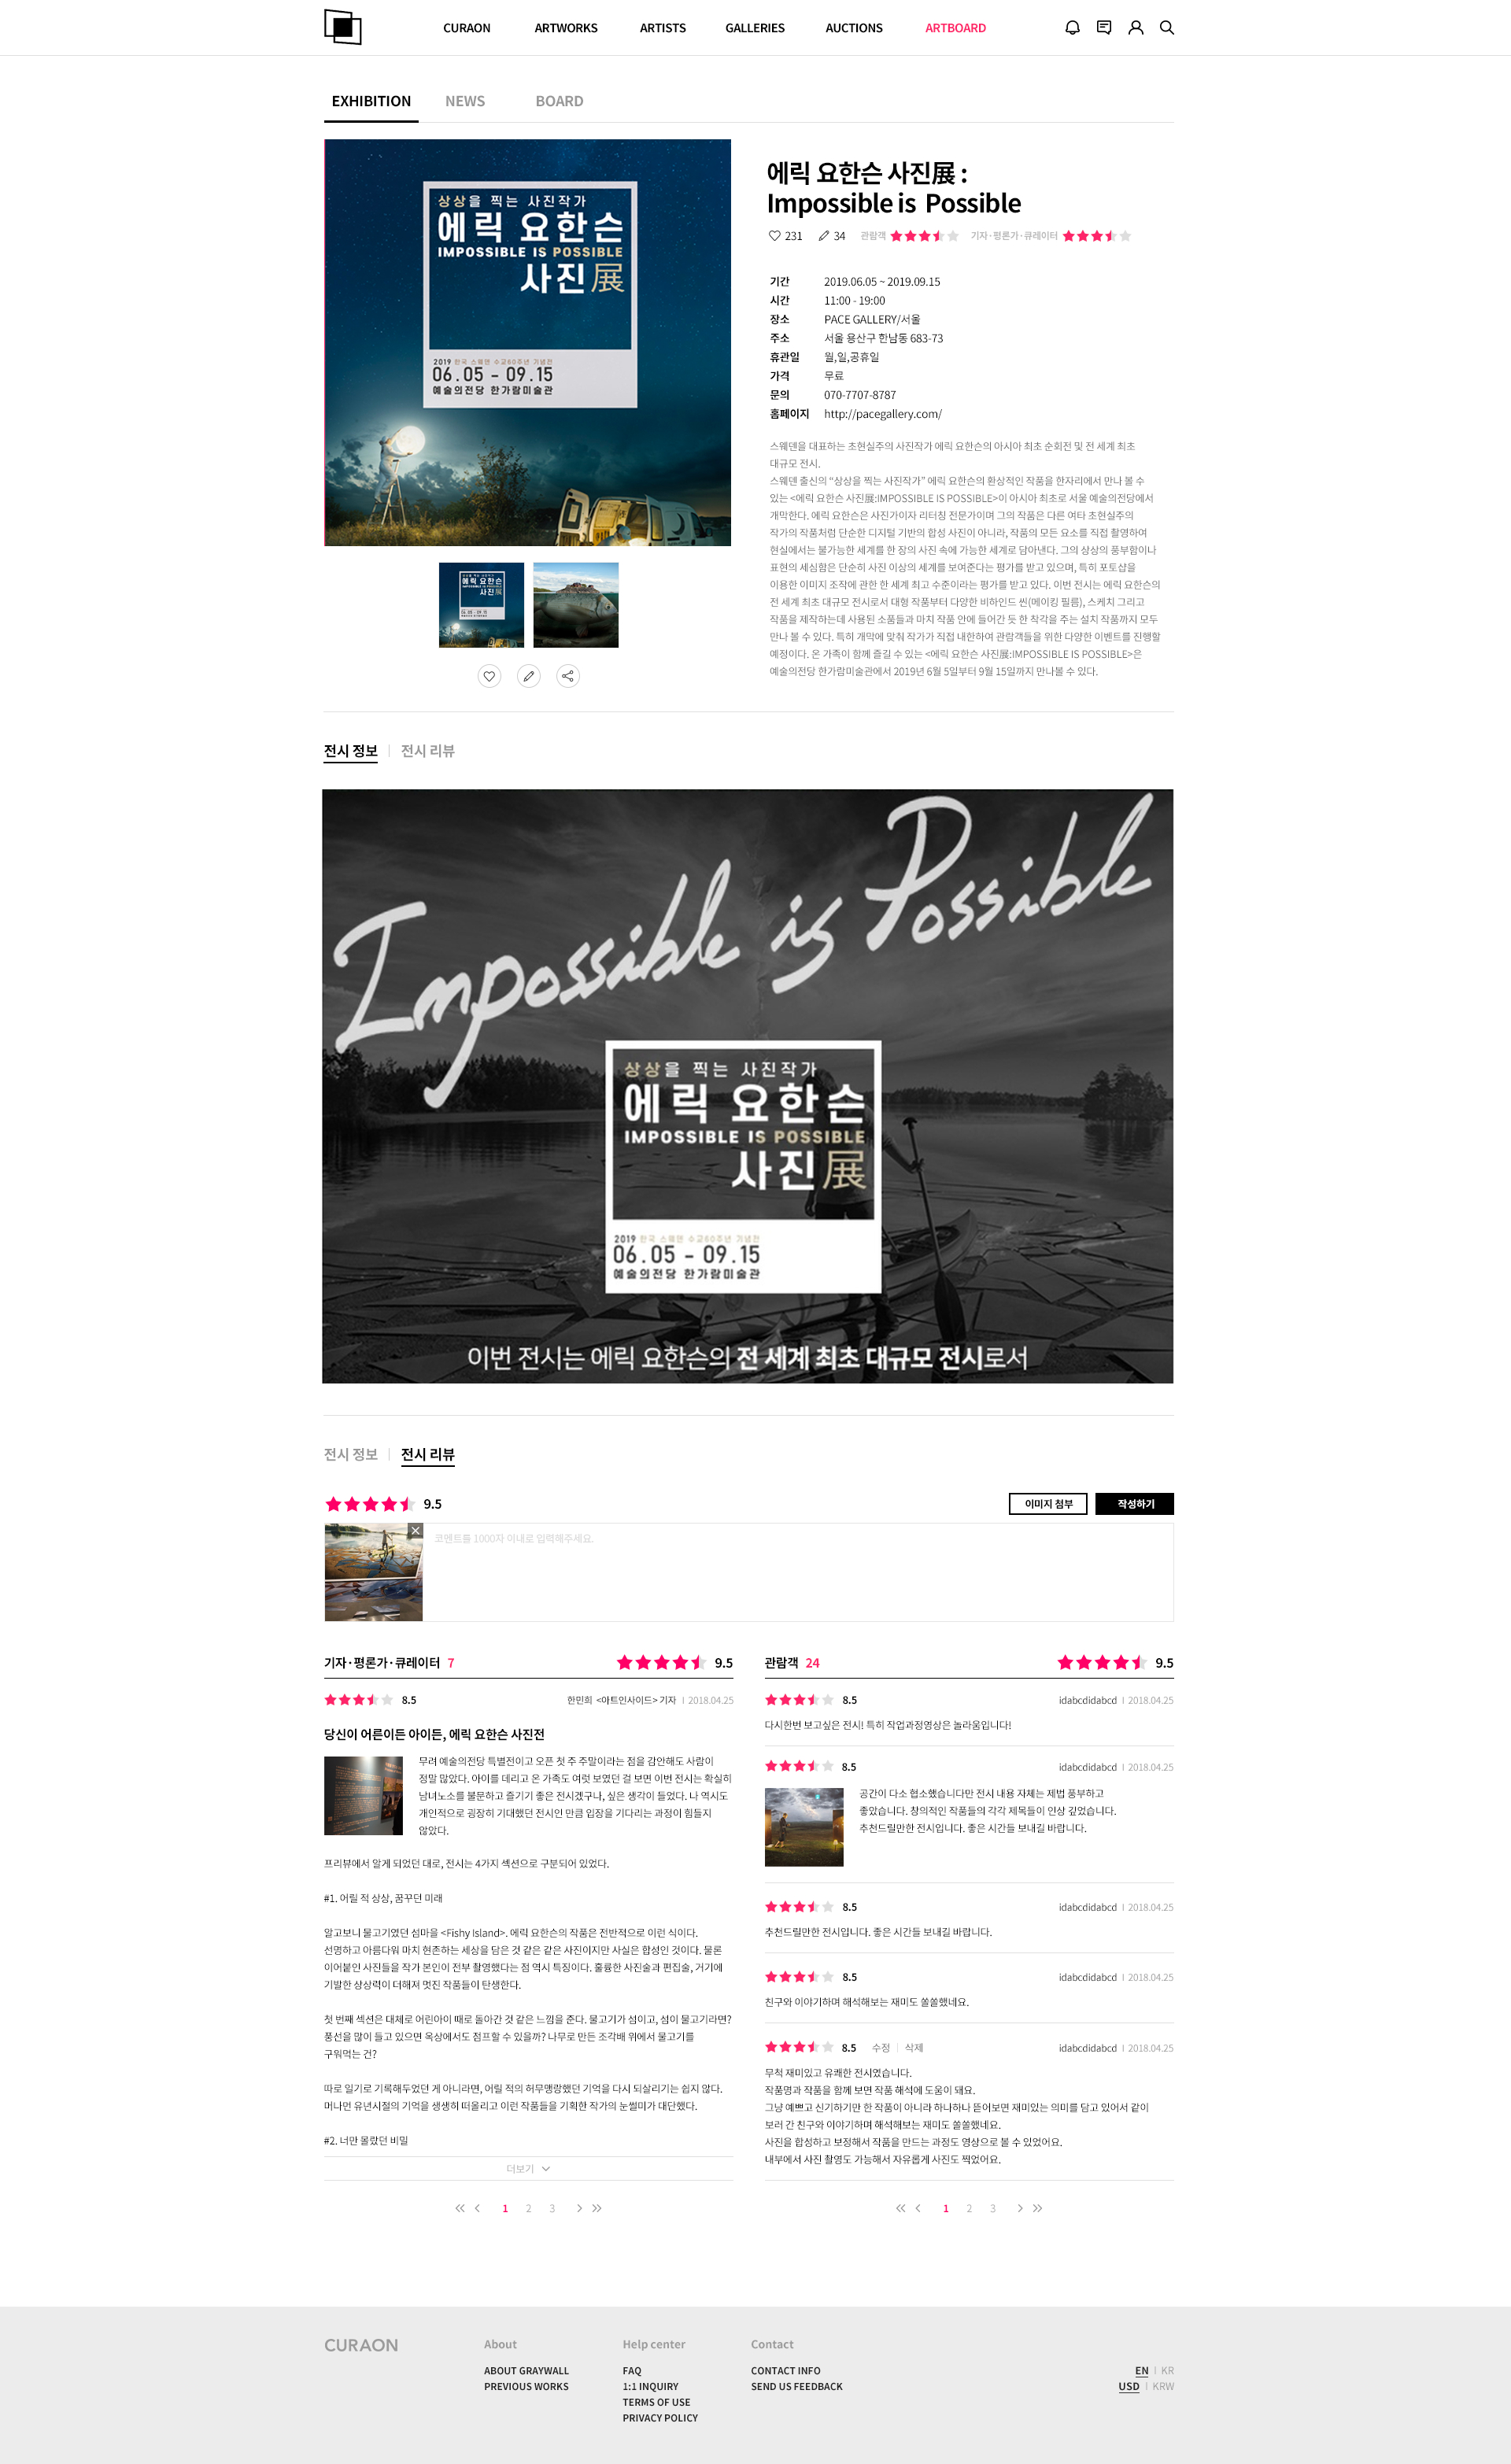 CURAON ARTWORKS ARTISTS GALLERIES AUCTIONS ARTBOARD
EXHIBITION NEWS BOARD
상상을 찍는 사진작가
에릭 요한슨
IMPOSSIBLE IS POSSIBLE
사진展
2019 한국 스웨덴 수교60주년 기념전
06.05 - 09.15
예술의전당 한가람미술관
에릭 요한슨 사진展 :
Impossible is Possible
231 34 관람객 기자·평론가·큐레이터
기간 2019.06.05 ~ 2019.09.15
시간 11:00 - 19:00
장소 PACE GALLERY/서울
주소 서울 용산구 한남동 683-73
휴관일 월,일,공휴일
가격 무료
문의 070-7707-8787
홈페이지 http://pacegallery.com/
스웨덴을 대표하는 초현실주의 사진작가 에릭 요한슨의 아시아 최초 순회전 및 전 세계 최초
대규모 전시.
스웨덴 출신의 “상상을 찍는 사진작가” 에릭 요한슨의 환상적인 작품을 한자리에서 만나 볼 수
있는 <에릭 요한슨 사진展:IMPOSSIBLE IS POSSIBLE>이 아시아 최초로 서울 예술의전당에서
개막한다. 에릭 요한슨은 사진가이자 리터칭 전문가이며 그의 작품은 다른 여타 초현실주의
작가의 작품처럼 단순한 디지털 기반의 합성 사진이 아니라, 작품의 모든 요소를 직접 촬영하여
현실에서는 불가능한 세계를 한 장의 사진 속에 가능한 세계로 담아낸다. 그의 상상의 풍부함이나
표현의 세심함은 단순히 사진 이상의 세계를 보여준다는 평가를 받고 있으며, 특히 포토샵을
이용한 이미지 조작에 관한 한 세계 최고 수준이라는 평가를 받고 있다. 이번 전시는 에릭 요한슨의
전 세계 최초 대규모 전시로서 대형 작품부터 다양한 비하인드 씬(메이킹 필름), 스케치 그리고
작품을 제작하는데 사용된 소품들과 마치 작품 안에 들어간 듯 한 착각을 주는 설치 작품까지 모두
만나 볼 수 있다. 특히 개막에 맞춰 작가가 직접 내한하여 관람객들을 위한 다양한 이벤트를 진행할
예정이다. 온 가족이 함께 즐길 수 있는 <에릭 요한슨 사진展:IMPOSSIBLE IS POSSIBLE>은
예술의전당 한가람미술관에서 2019년 6월 5일부터 9월 15일까지 만나볼 수 있다.
에릭 요한슨
사진展
전시 정보 | 전시 리뷰
Impossible is Possible
상상을 찍는 사진작가
에릭 요한슨
IMPOSSIBLE IS POSSIBLE
사진展
2019 한국 스웨덴 수교60주년 기념전
06.05 - 09.15
예술의전당 한가람미술관
이번 전시는 에릭 요한슨의 전 세계 최초 대규모 전시로서
전시 정보 | 전시 리뷰
9.5 이미지 첨부 작성하기
코멘트를 1000자 이내로 입력해주세요.
기자·평론가·큐레이터 7 9.5
8.5 한민희 <아트인사이드> 기자 | 2018.04.25
당신이 어른이든 아이든, 에릭 요한슨 사진전
무려 예술의전당 특별전이고 오픈 첫 주 주말이라는 점을 감안해도 사람이
정말 많았다. 아이를 데리고 온 가족도 여럿 보였던 걸 보면 이번 전시는 확실히
남녀노소를 불문하고 즐기기 좋은 전시겠구나, 싶은 생각이 들었다. 나 역시도
개인적으로 굉장히 기대했던 전시인 만큼 입장을 기다리는 과정이 힘들지
않았다.
프리뷰에서 알게 되었던 대로, 전시는 4가지 섹션으로 구분되어 있었다.
#1. 어릴 적 상상, 꿈꾸던 미래
알고보니 물고기였던 섬마을 <Fishy Island>. 에릭 요한슨의 작품은 전반적으로 이런 식이다.
선명하고 아름다워 마치 현존하는 세상을 담은 것 같은 같은 사진이지만 사실은 합성인 것이다. 물론
이어붙인 사진들을 작가 본인이 전부 촬영했다는 점 역시 특징이다. 훌륭한 사진술과 편집술, 거기에
기발한 상상력이 더해져 멋진 작품들이 탄생한다.
첫 번째 섹션은 대체로 어린아이 때로 돌아간 것 같은 느낌을 준다. 물고기가 섬이고, 섬이 물고기라면?
풍선을 많이 들고 있으면 옥상에서도 점프할 수 있을까? 나무로 만든 조각배 위에서 물고기를
구워먹는 건?
따로 일기로 기록해두었던 게 아니라면, 어릴 적의 허무맹랑했던 기억을 다시 되살리기는 쉽지 않다.
머나먼 유년시절의 기억을 생생히 떠올리고 이런 작품들을 기획한 작가의 눈썰미가 대단했다.
#2. 너만 몰랐던 비밀
더보기
1 2 3
관람객 24 9.5
8.5 idabcdidabcd | 2018.04.25
다시한번 보고싶은 전시! 특히 작업과정영상은 놀라움입니다!
8.5 idabcdidabcd | 2018.04.25
공간이 다소 협소했습니다만 전시 내용 자체는 제법 풍부하고
좋았습니다. 창의적인 작품들의 각각 제목들이 인상 깊었습니다.
추천드릴만한 전시입니다. 좋은 시간들 보내길 바랍니다.
8.5 idabcdidabcd | 2018.04.25
추천드릴만한 전시입니다. 좋은 시간들 보내길 바랍니다.
8.5 idabcdidabcd | 2018.04.25
친구와 이야기하며 해석해보는 재미도 쏠쏠했네요.
8.5 수정 | 삭제 idabcdidabcd | 2018.04.25
무척 재미있고 유쾌한 전시였습니다.
작품명과 작품을 함께 보면 작품 해석에 도움이 돼요.
그냥 예쁘고 신기하기만 한 작품이 아니라 하나하나 뜯어보면 재미있는 의미를 담고 있어서 같이
보러 간 친구와 이야기하며 해석해보는 재미도 쏠쏠했네요.
사진을 합성하고 보정해서 작품을 만드는 과정도 영상으로 볼 수 있었어요.
내부에서 사진 촬영도 가능해서 자유롭게 사진도 찍었어요.
1 2 3
CURAON
About
ABOUT GRAYWALL
PREVIOUS WORKS
Help center
FAQ
1:1 INQUIRY
TERMS OF USE
PRIVACY POLICY
Contact
CONTACT INFO
SEND US FEEDBACK
EN | KR
USD | KRW